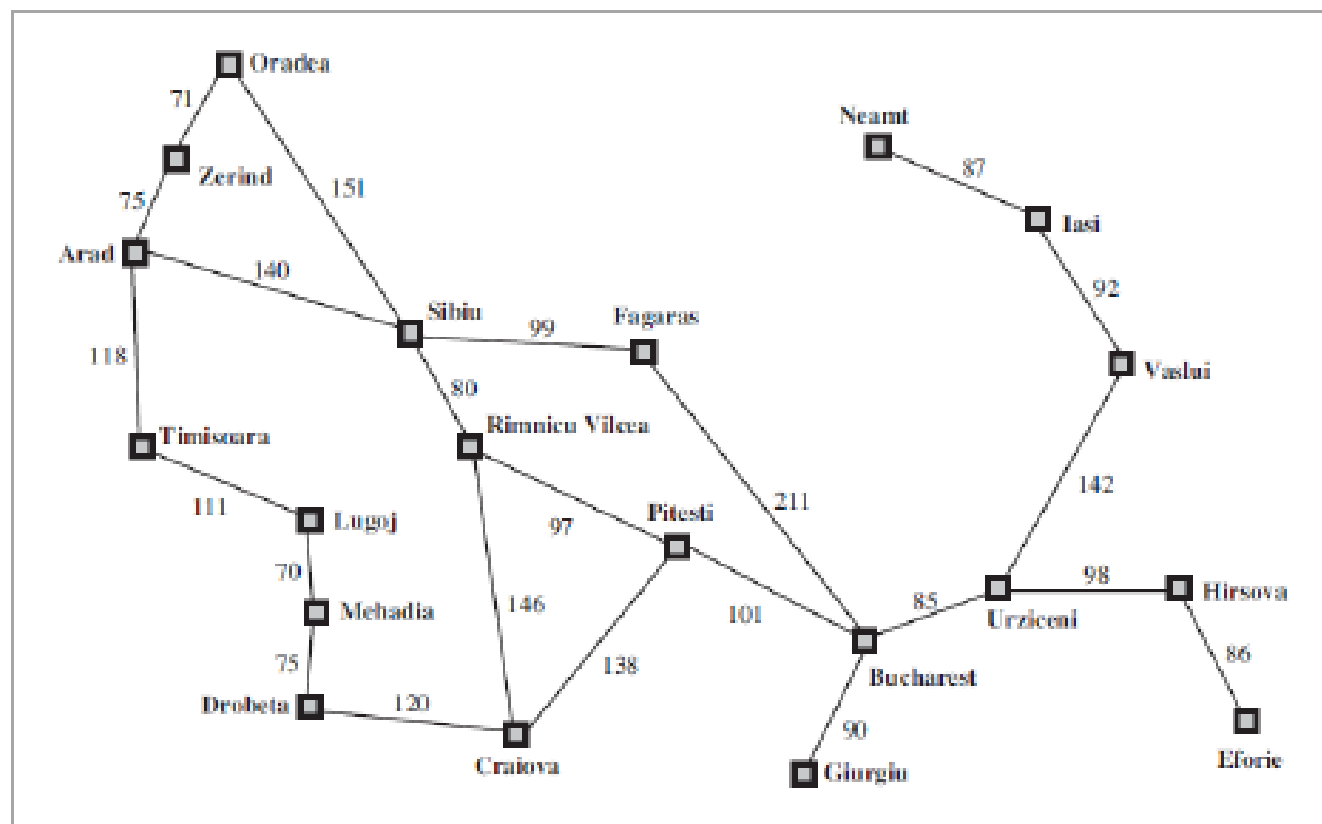 Oradea
71
Neamt
Zerind
87
75
151
Iasi
Arad
140
92
Sibiu
Fagaras
99
118
Vaslui
80
Timisoara
Rimnicu Vilcea
142
111
211
Lugoj
97
Pitesti
70
98
Mehadia
146
101
85
Hirsova
Urziceni
75
138
86
Bucharest
Drobeta
120
90
Craiova
Giurgiu
Eforie